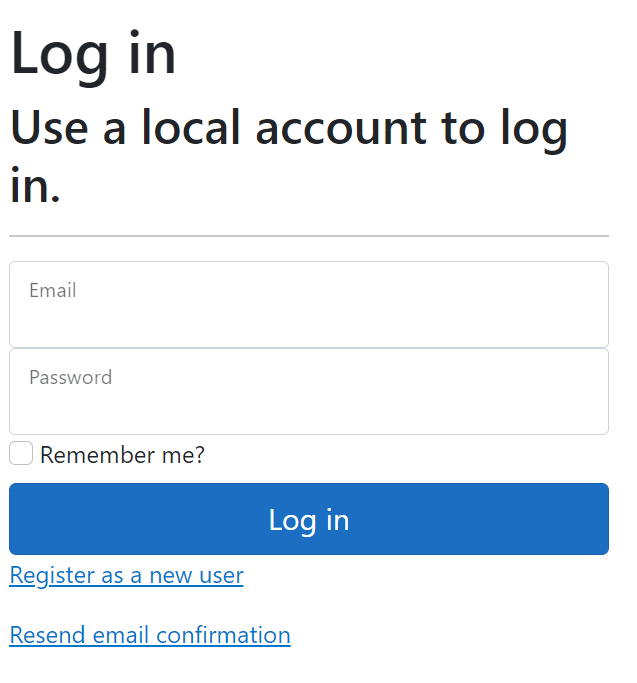 Log in
Use a local account to log
in.
Email
Password
Remember me?
Log in
Register as a new user
Resend email confirmation